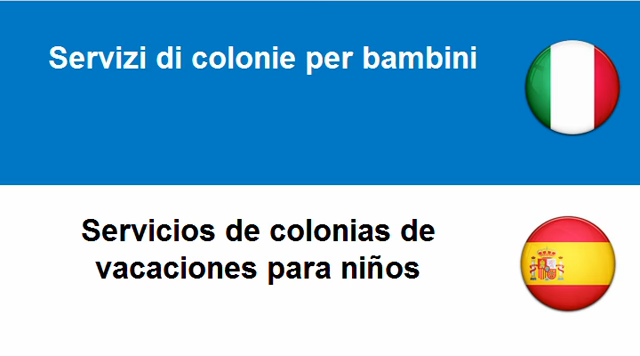 Servizi di colonie per bambini
Servicios de colonias de
vacaciones para niños